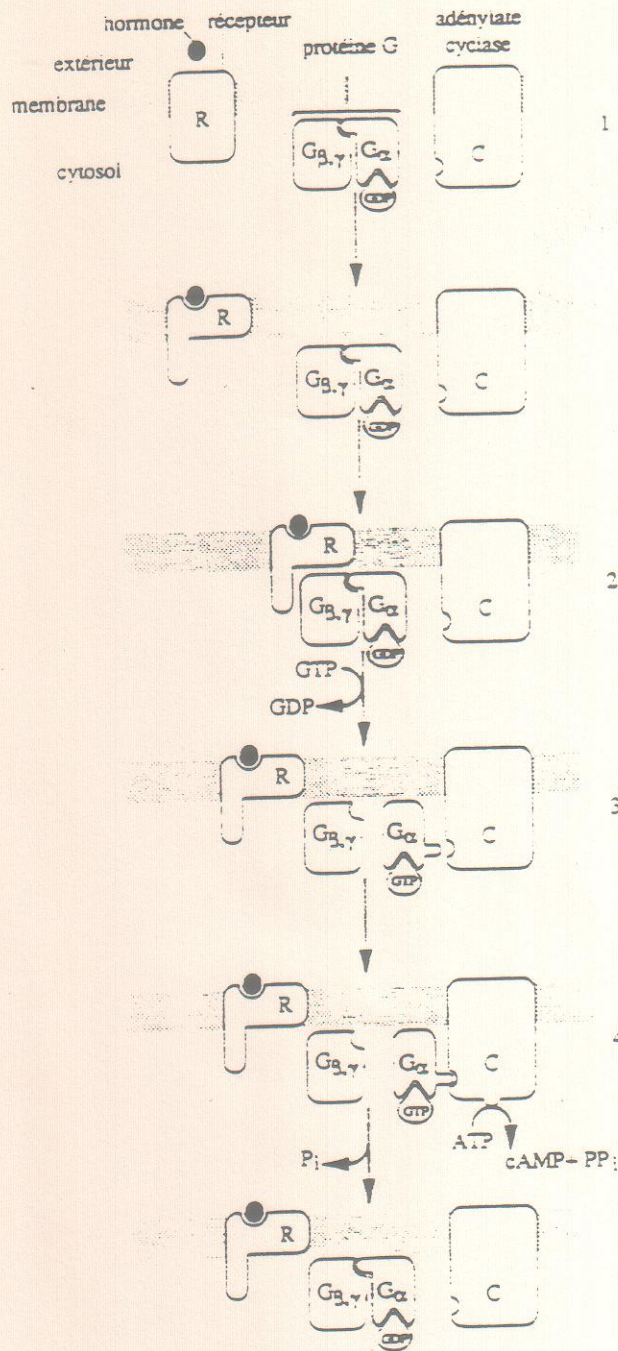 hormone récepteur
protéine G
adénylate
cyclase
extérieur
membrane
cytosol
R
Gβ,γ
Gα
GDP
C
1
R
Gβ,γ
Gα
GDP
C
R
Gβ,γ
Gα
GDP
C
2
GTP
GDP
R
Gβ,γ
Gα
GTP
C
3
R
Gβ,γ
Gα
GTP
C
4
ATP
cAMP + PPi
Pi
R
Gβ,γ
Gα
GDP
C